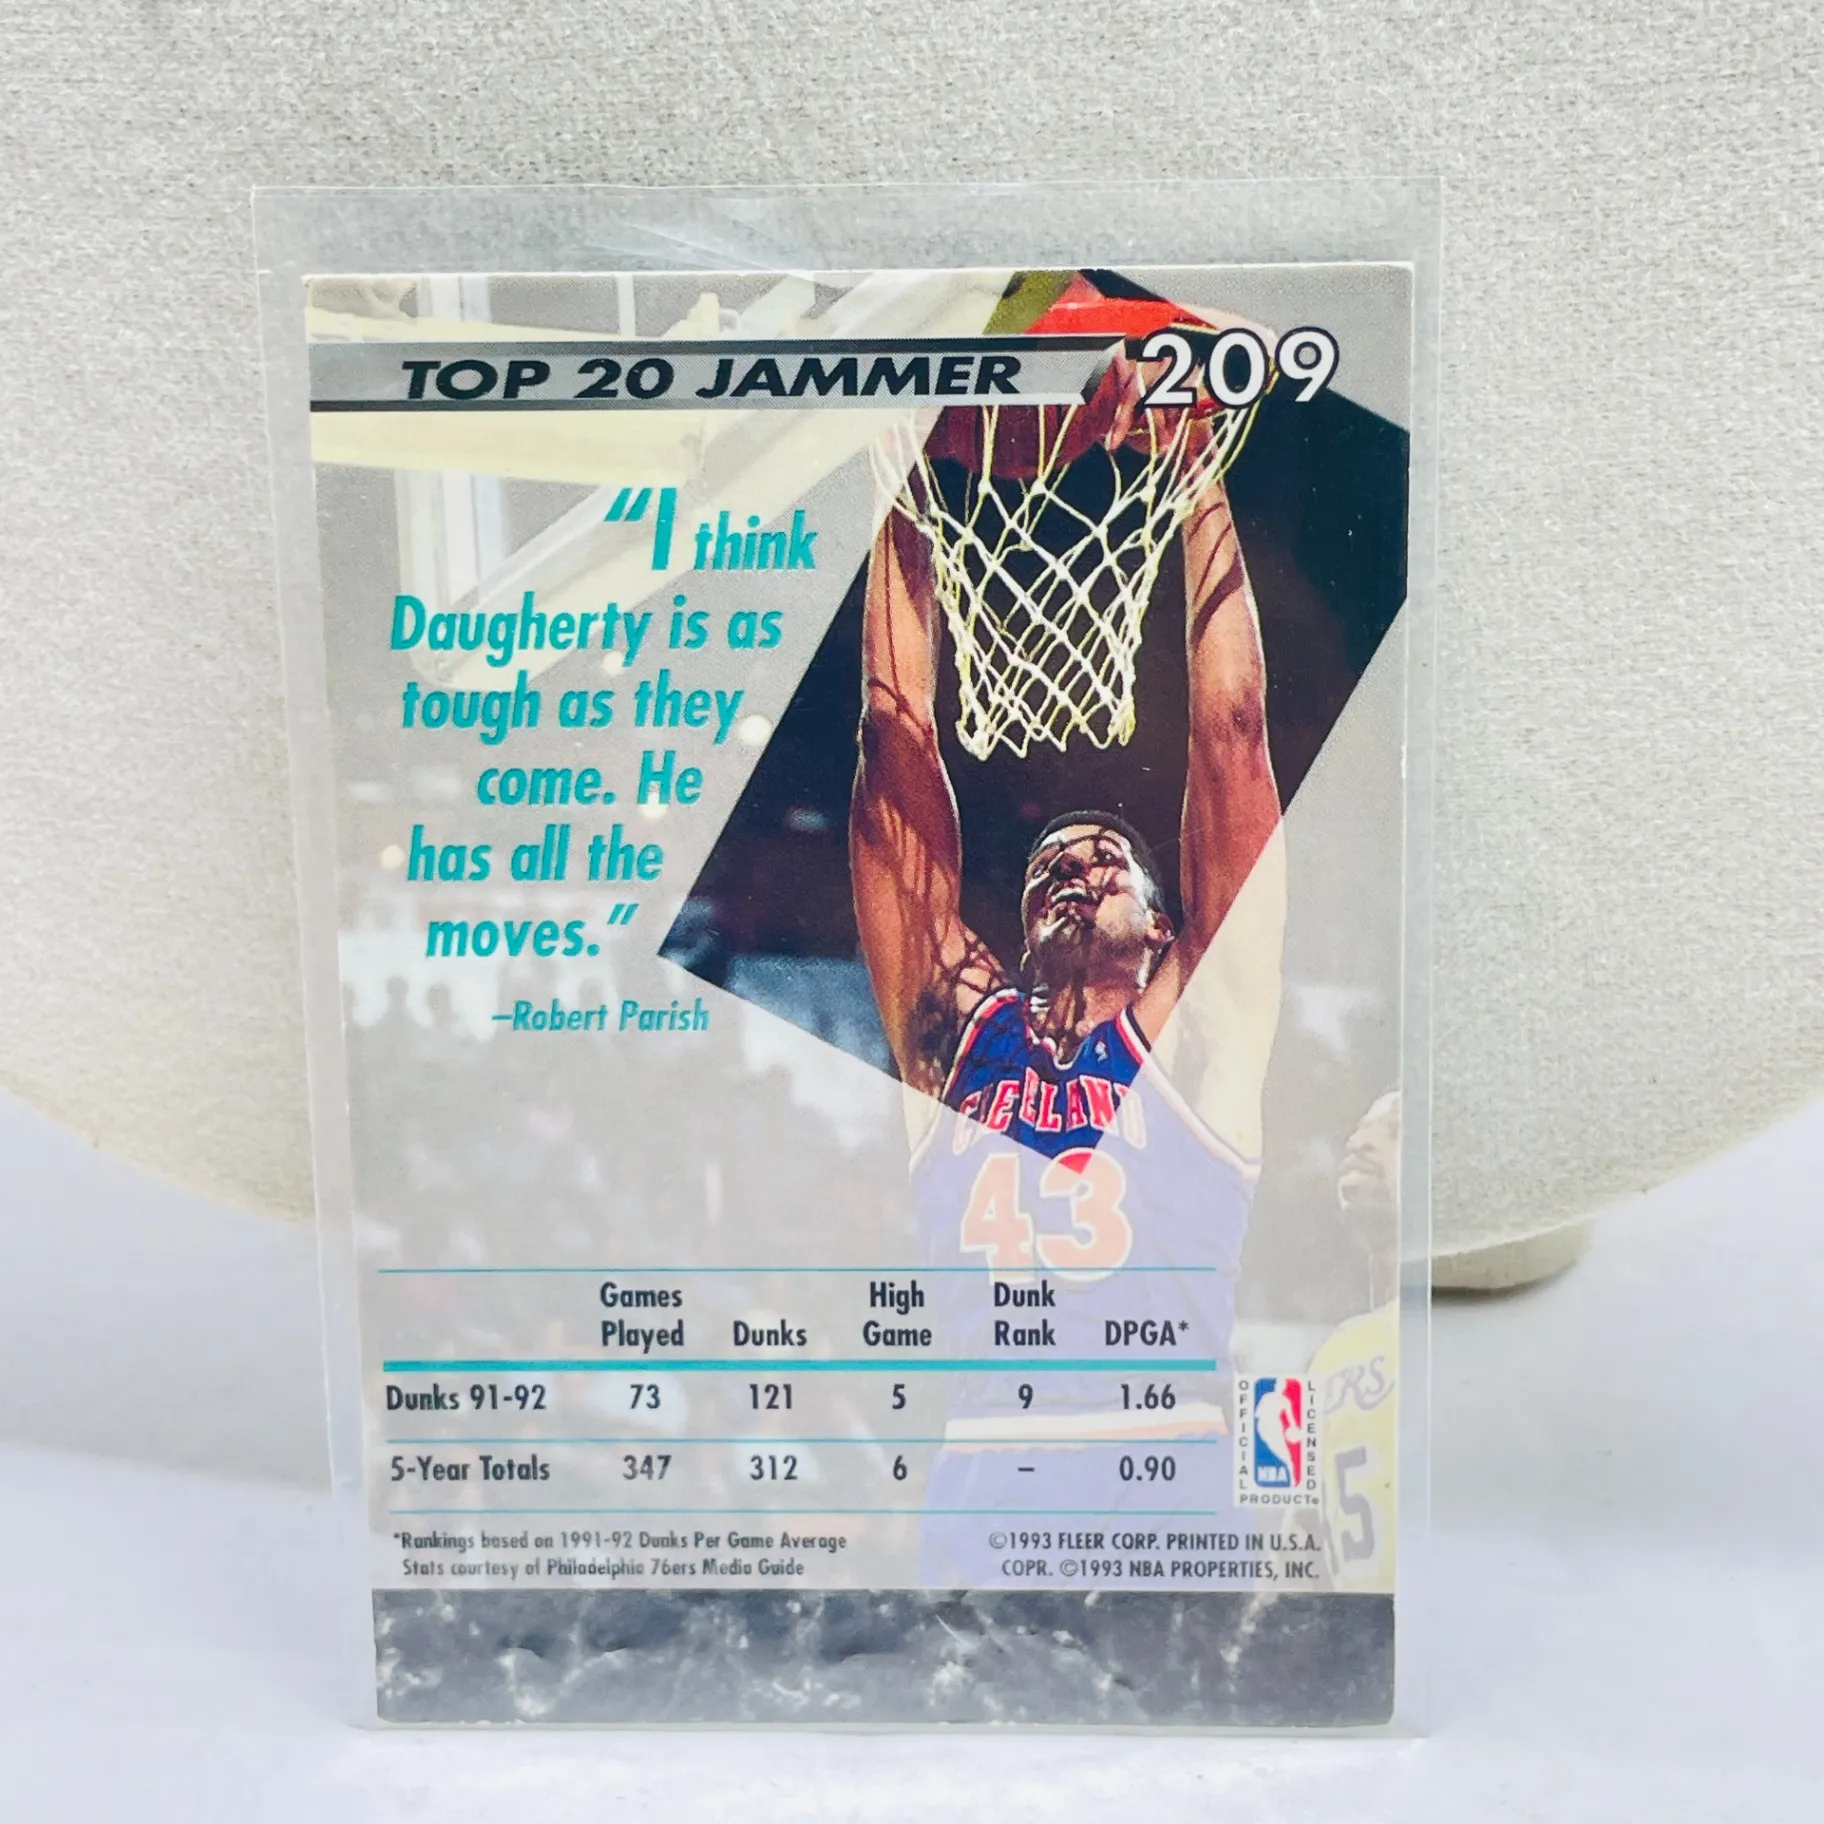 TOP 20 JAMMER 209
“I think
Daugherty is as
tough as they
come. He
has all the
moves.”
–Robert Parish
CLEVELAND
43
Games Played Dunks High Game Dunk Rank DPGA*
Dunks 91-92 73 121 5 9 1.66
5-Year Totals 347 312 6 – 0.90
OFFICIAL LICENSED
NBA
PRODUCT®
ERS
*Rankings based on 1991-92 Dunks Per Game Average
Stats courtesy of Philadelphia 76ers Media Guide
©1993 FLEER CORP. PRINTED IN U.S.A.
COPR. ©1993 NBA PROPERTIES, INC.